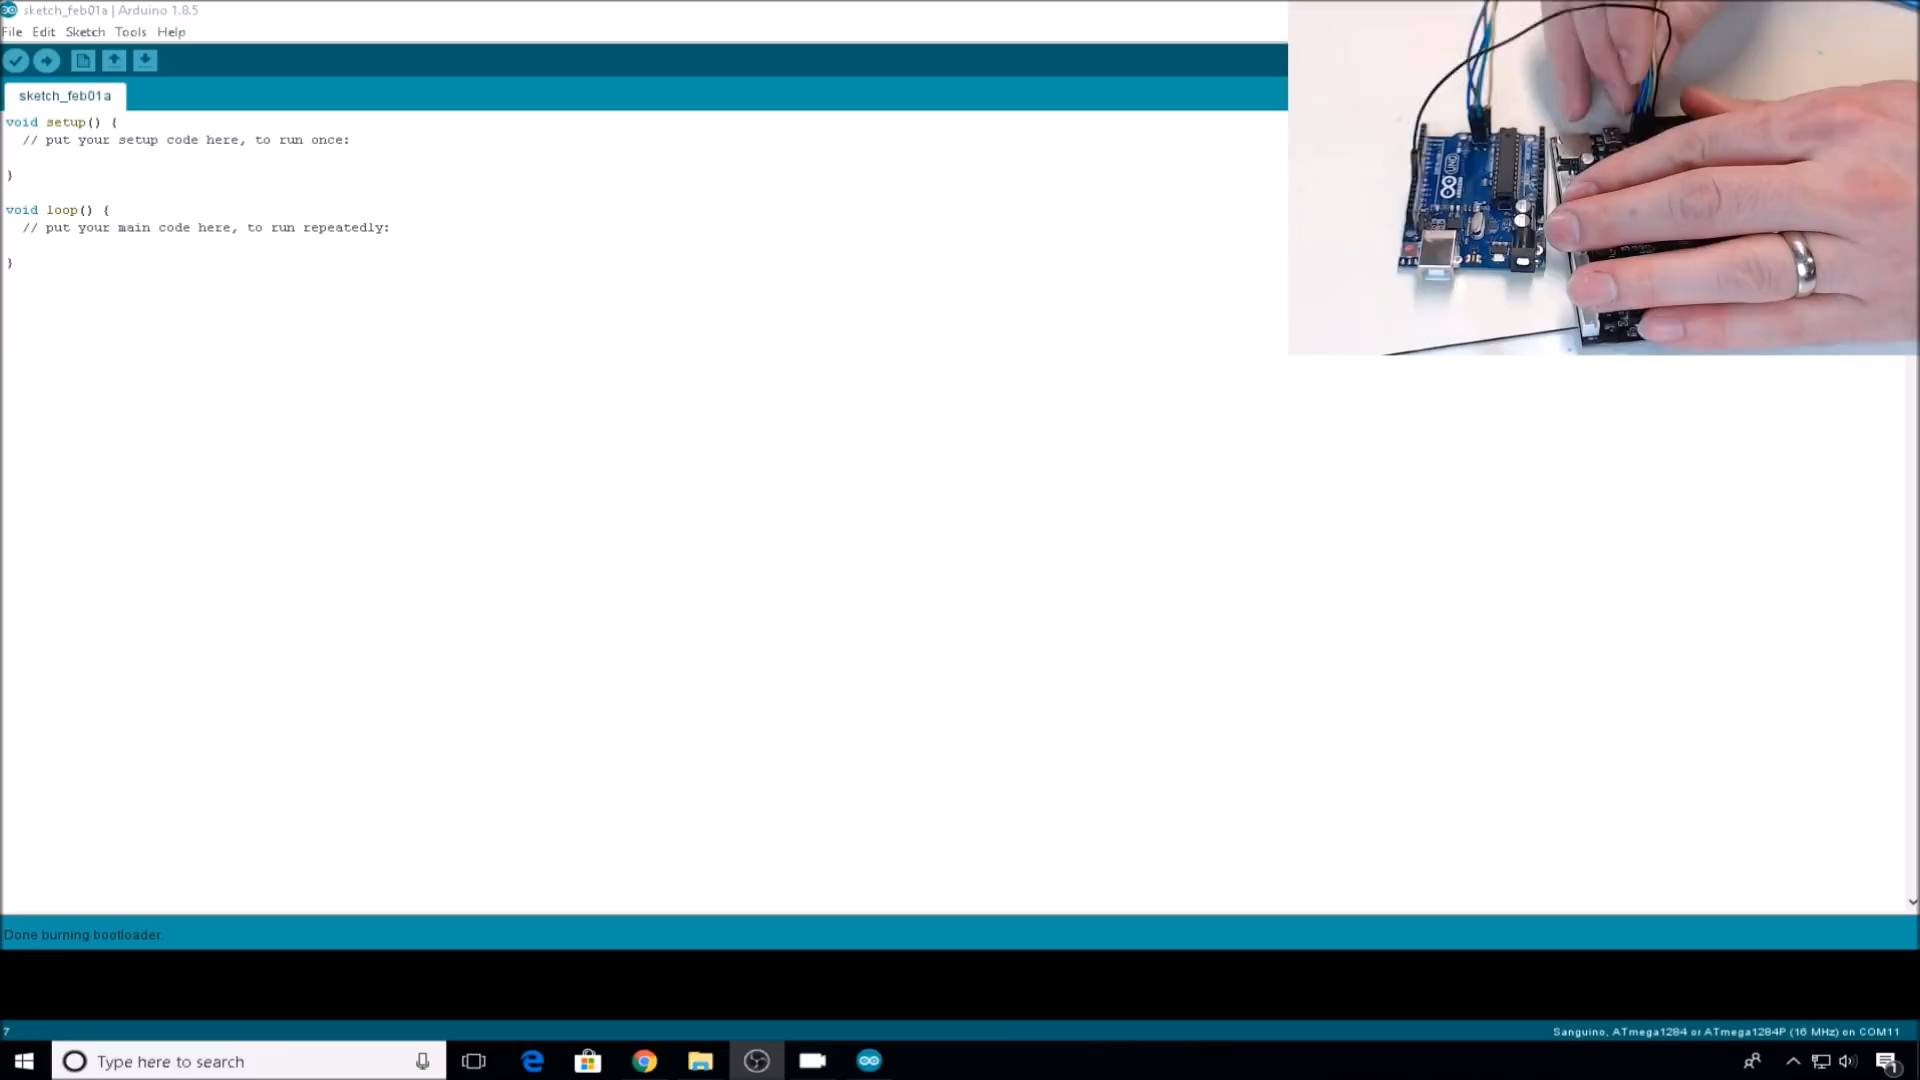 sketch_feb01a | Arduino 1.8.5
File Edit Sketch Tools Help
sketch_feb01a
void setup() {
// put your setup code here, to run once:
}
void loop() {
// put your main code here, to run repeatedly:
}
UNO
Done burning bootloader.
7
Sanguino, ATmega1284 or ATmega1284P (16 MHz) on COM11
Type here to search
1